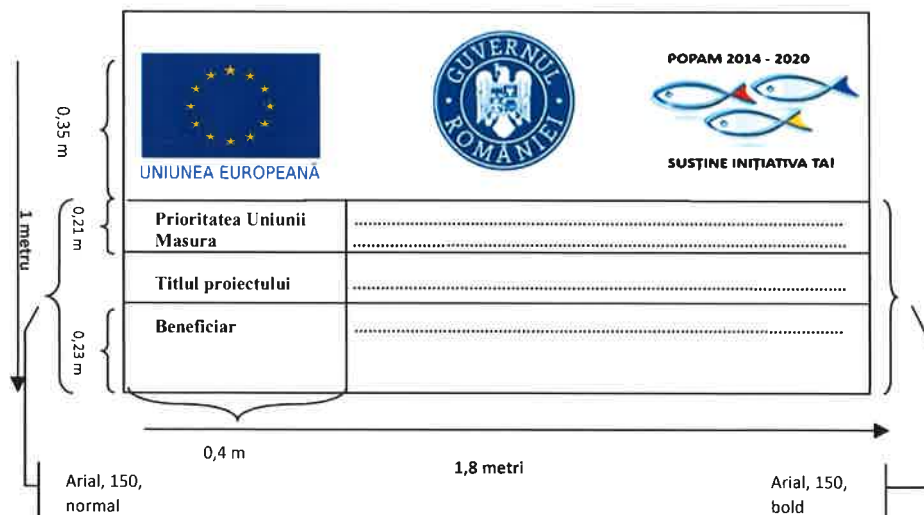 GUVERNUL
ROMÂNIEI
POPAM 2014 - 2020
UNIUNEA EUROPEANĂ
SUSȚINE INIȚIATIVA TA!
0,35 m
1 metru
0,21 m
Prioritatea Uniunii
Masura
Titlul proiectului
0,23 m
Beneficiar
0,4 m
1,8 metri
Arial, 150,
normal
Arial, 150,
bold